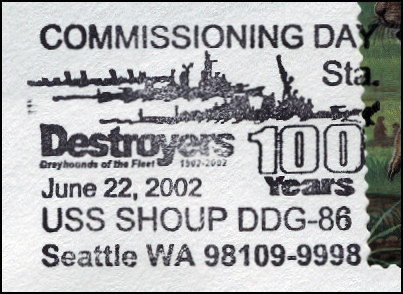 COMMISSIONING DAY
Sta.
Destroyers 100
Greyhounds of the Fleet 1902-2002 Years
June 22, 2002
USS SHOUP DDG-86
Seattle WA 98109-9998